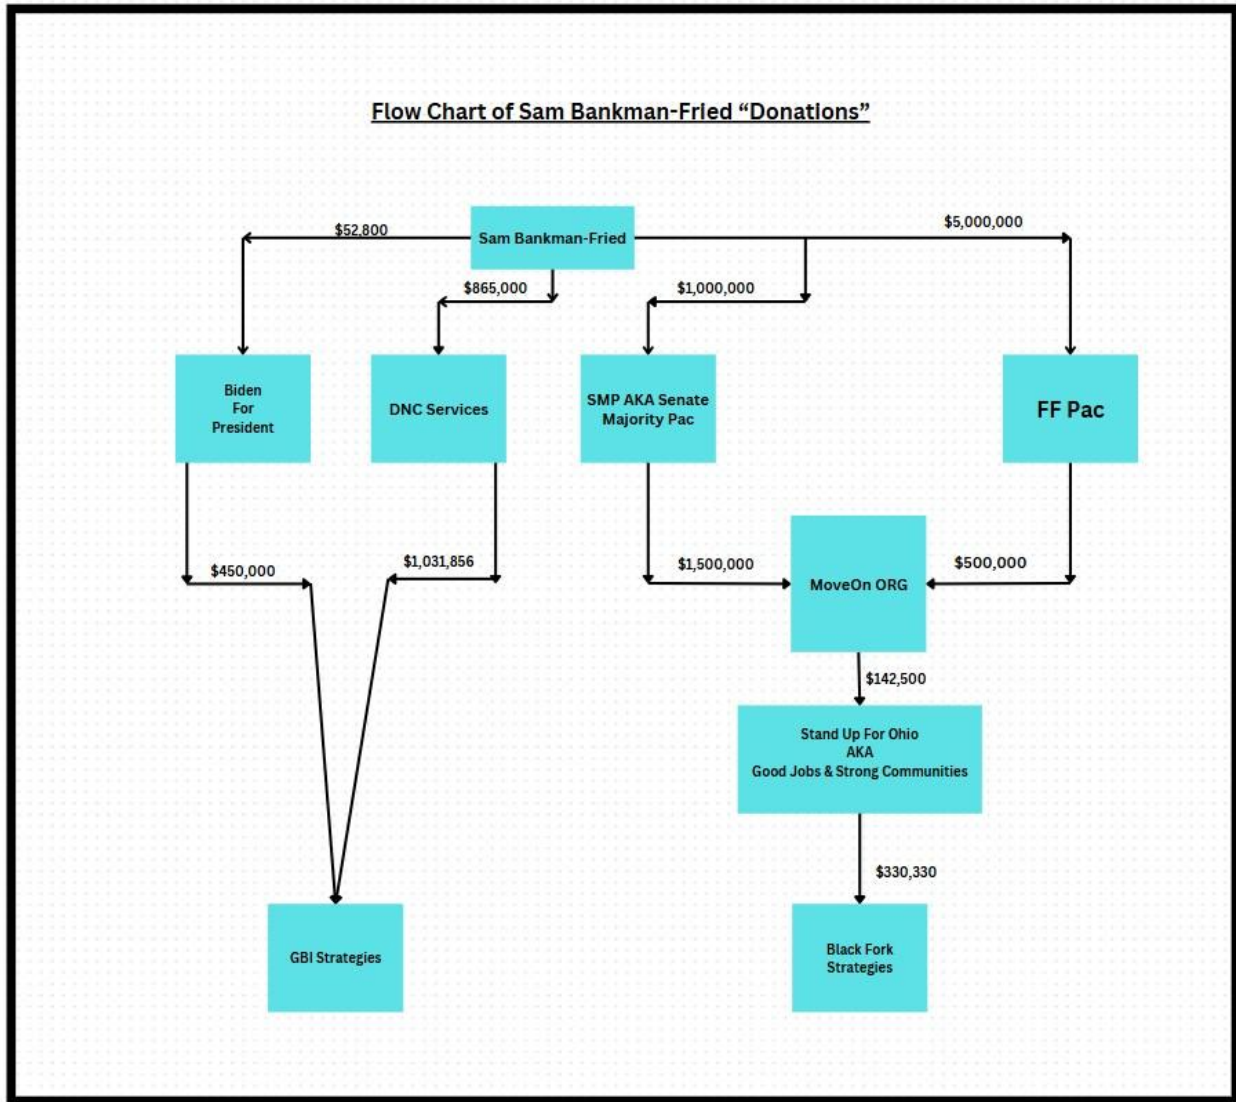 Flow Chart of Sam Bankman-Fried “Donations”
$52,800
Sam Bankman-Fried
$5,000,000
$865,000
$1,000,000
Biden
For
President
DNC Services
SMP AKA Senate
Majority Pac
FF Pac
$450,000
$1,031,856
$1,500,000
MoveOn ORG
$500,000
$142,500
Stand Up For Ohio
AKA
Good Jobs & Strong Communities
$330,330
GBI Strategies
Black Fork
Strategies